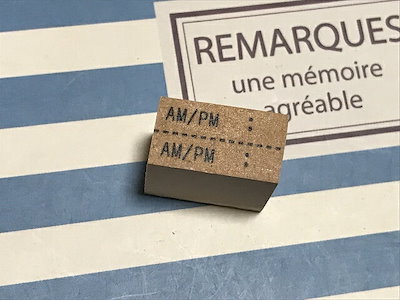 REMARQUES
une mémoire
agréable
AM/PM :
AM/PM :